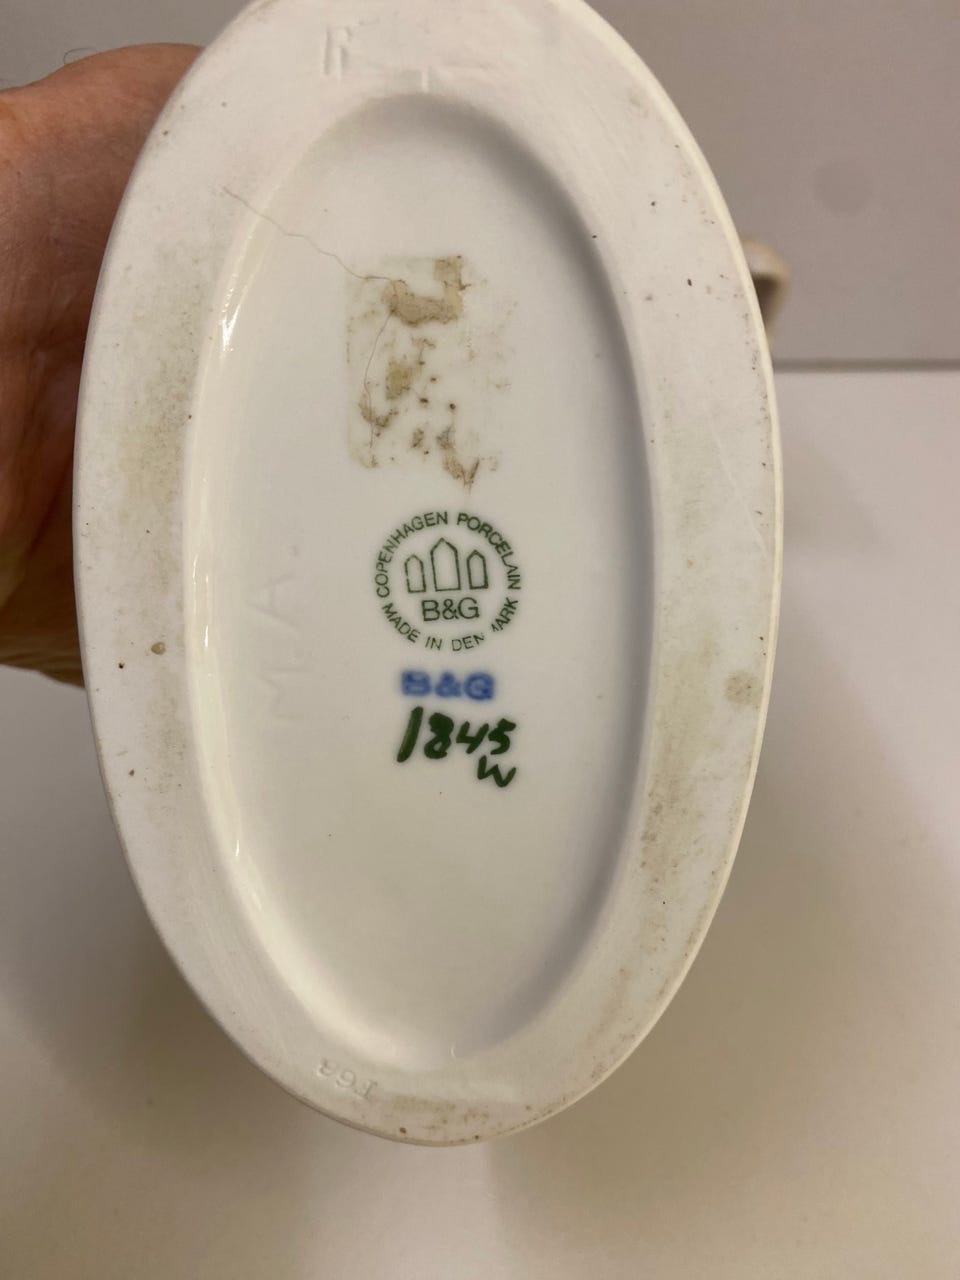 F
COPENHAGEN PORCELAIN
B&G
MADE IN DENMARK
B&G
1845
W